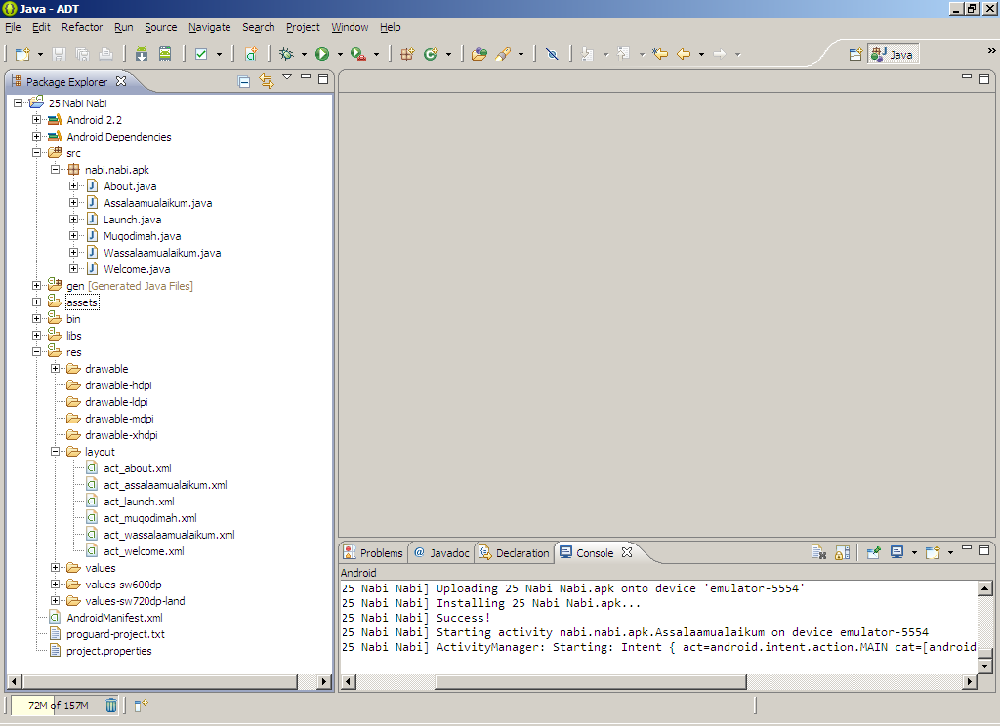 Java - ADT
File Edit Refactor Run Source Navigate Search Project Window Help
Java
»
Package Explorer
25 Nabi Nabi
Android 2.2
Android Dependencies
src
nabi.nabi.apk
About.java
Assalaamualaikum.java
Launch.java
Muqodimah.java
Wassalaamualaikum.java
Welcome.java
gen [Generated Java Files]
assets
bin
libs
res
drawable
drawable-hdpi
drawable-ldpi
drawable-mdpi
drawable-xhdpi
layout
act_about.xml
act_assalaamualaikum.xml
act_launch.xml
act_muqodimah.xml
act_wassalaamualaikum.xml
act_welcome.xml
values
values-sw600dp
values-sw720dp-land
AndroidManifest.xml
proguard-project.txt
project.properties
Problems @ Javadoc Declaration Console
Android
25 Nabi Nabi] Uploading 25 Nabi Nabi.apk onto device 'emulator-5554'
25 Nabi Nabi] Installing 25 Nabi Nabi.apk...
25 Nabi Nabi] Success!
25 Nabi Nabi] Starting activity nabi.nabi.apk.Assalaamualaikum on device emulator-5554
25 Nabi Nabi] ActivityManager: Starting: Intent { act=android.intent.action.MAIN cat=[android
72M of 157M